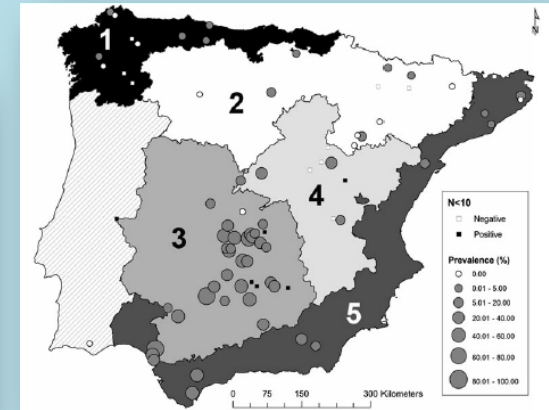 N
1
2
3
4
5
N<10
Negative
Positive
Prevalence (%)
0.00
0.01 - 5.00
5.01 - 20.00
20.01 - 40.00
40.01 - 60.00
60.01 - 80.00
80.01 - 100.00
0 35 70 150 300 Kilometers